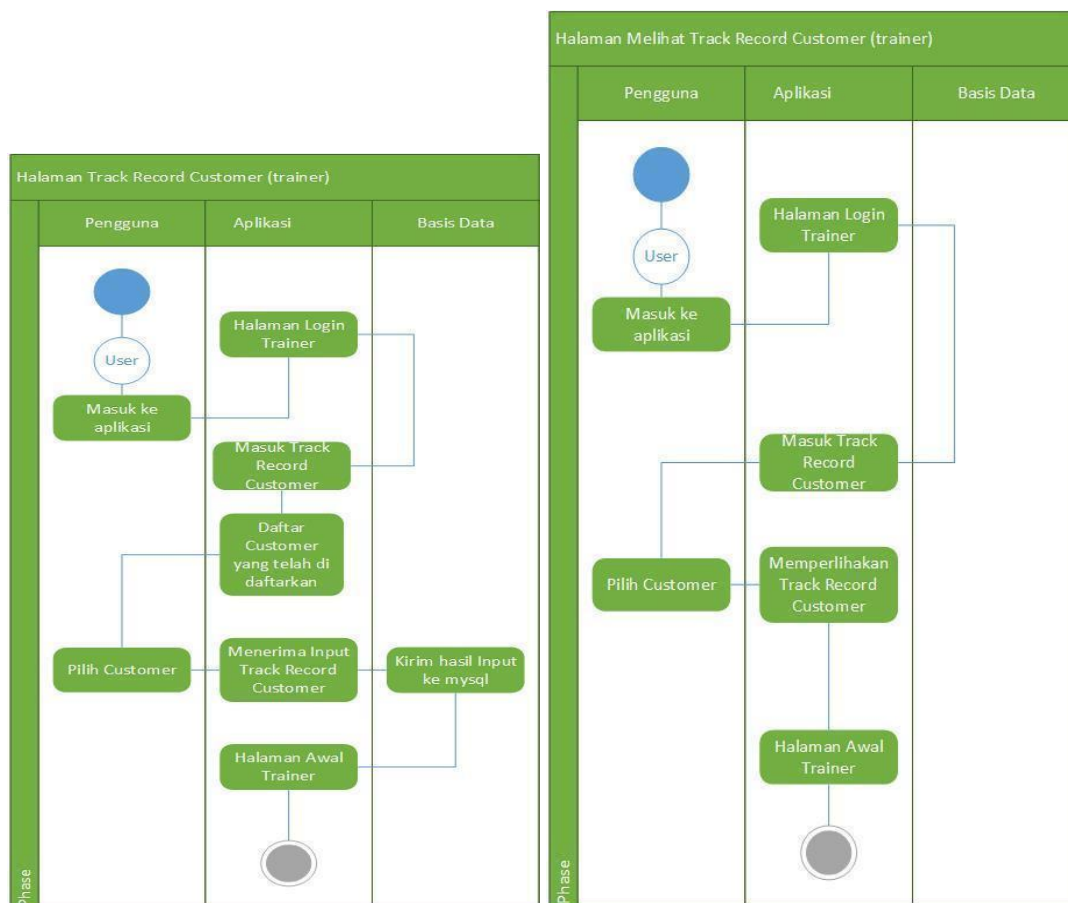 Halaman Track Record Customer (trainer)
Pengguna
Aplikasi
Basis Data
User
Halaman Login
Trainer
Masuk ke
aplikasi
Masuk Track
Record
Customer
Daftar
Customer
yang telah di
daftarkan
Pilih Customer
Menerima Input
Track Record
Customer
Kirim hasil Input
ke mysql
Halaman Awal
Trainer
Phase
Halaman Melihat Track Record Customer (trainer)
Pengguna
Aplikasi
Basis Data
Halaman Login
Trainer
User
Masuk ke
aplikasi
Masuk Track
Record
Customer
Pilih Customer
Memperlihakan
Track Record
Customer
Halaman Awal
Trainer
Phase